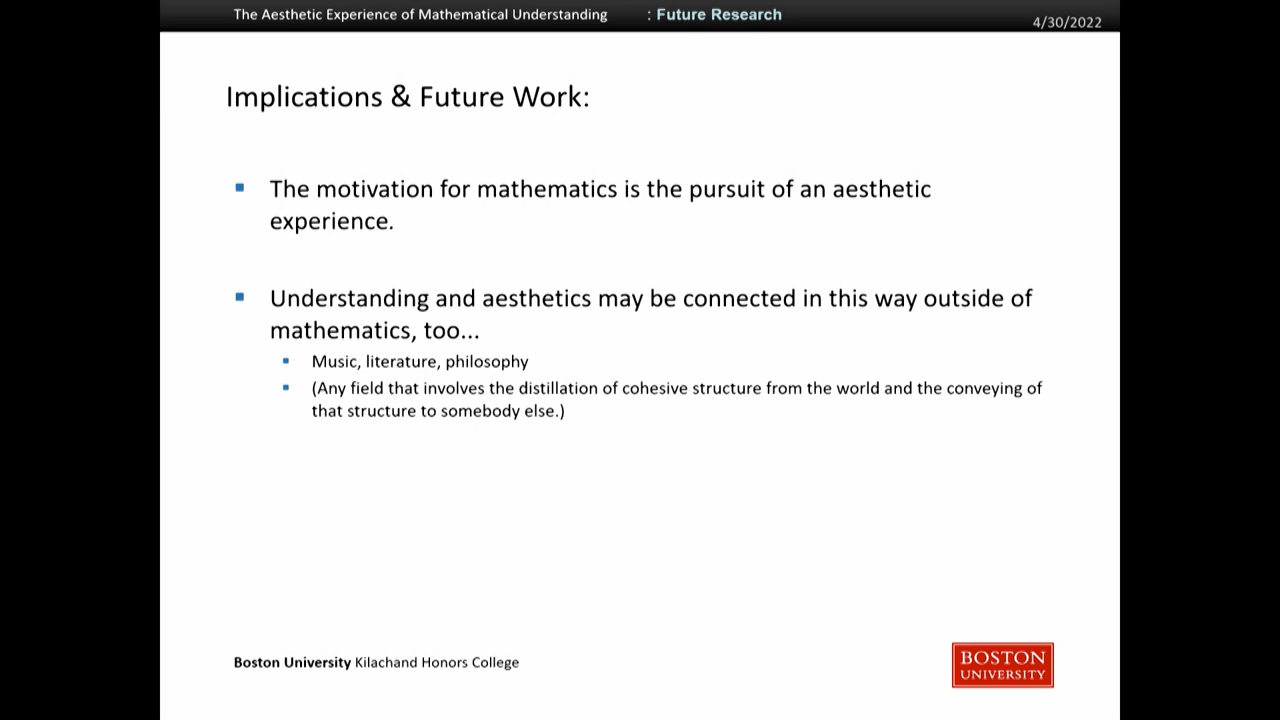 The Aesthetic Experience of Mathematical Understanding : Future Research
4/30/2022
Implications & Future Work:
The motivation for mathematics is the pursuit of an aesthetic
experience.
Understanding and aesthetics may be connected in this way outside of
mathematics, too...
Music, literature, philosophy
(Any field that involves the distillation of cohesive structure from the world and the conveying of
that structure to somebody else.)
Boston University Kilachand Honors College
BOSTON
UNIVERSITY